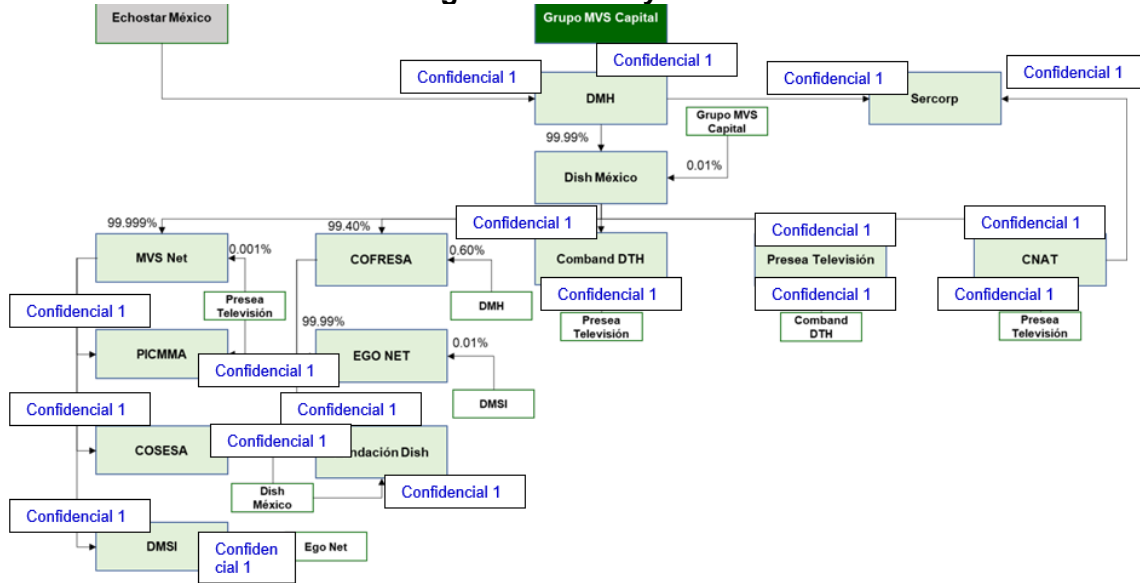 Echostar México
Grupo MVS Capital
Confidencial 1
Confidencial 1
Confidencial 1
Confidencial 1
DMH
Sercorp
Grupo MVS
Capital
99.99%
0.01%
Dish México
Confidencial 1
Confidencial 1
Confidencial 1
99.999%
99.40%
MVS Net
0.001%
COFRESA
0.60%
Comband DTH
Presea Televisión
CNAT
Confidencial 1
Presea
Televisión
DMH
Confidencial 1
Confidencial 1
Confidencial 1
Presea
Televisión
Comband
DTH
Presea
Televisión
99.99%
0.01%
PICMMA
EGO NET
Confidencial 1
DMSI
Confidencial 1
Confidencial 1
Confidencial 1
COSESA
ndación Dish
Dish
México
Confidencial 1
Confidencial 1
DMSI
Confiden
cial 1
Ego Net